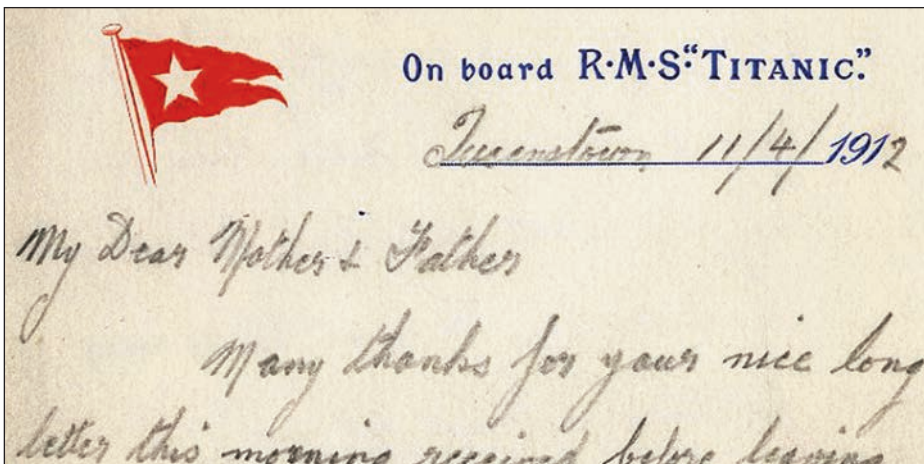 On board R·M·S·"TITANIC."
Queenstown 11/4/1912
My Dear Mother & Father
Many thanks for your nice long
letter this morning received before leaving